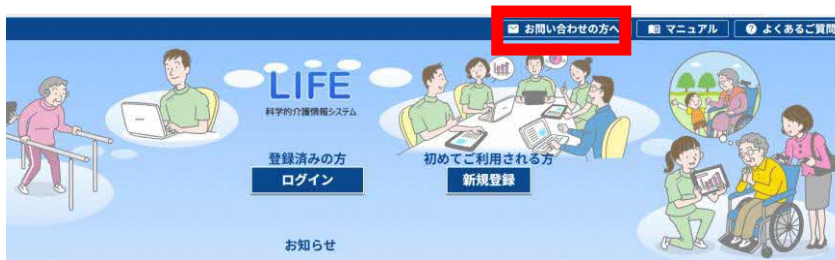 お問い合わせの方へ
マニュアル
よくあるご質問
LIFE
科学的介護情報システム
登録済みの方
初めてご利用される方
ログイン
新規登録
お知らせ